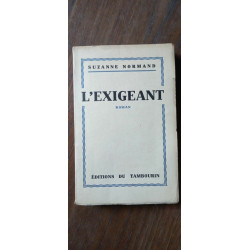 SUZANNE NORMAND
L'EXIGEANT
ROMAN
ÉDITIONS DU TAMBOURIN